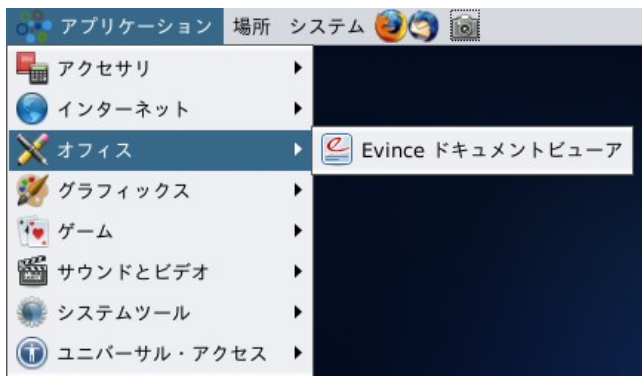 アプリケーション 場所 システム
アクセサリ
インターネット
オフィス
Evince ドキュメントビューア
グラフィックス
ゲーム
サウンドとビデオ
システムツール
ユニバーサル・アクセス